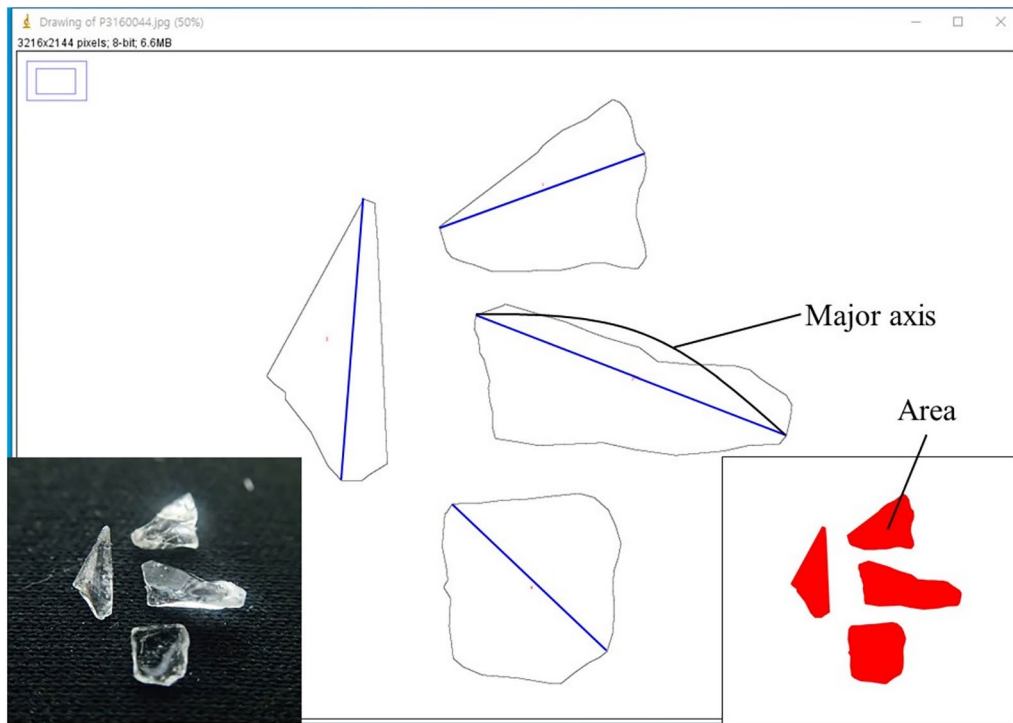 Drawing of P3160044.jpg (50%)
3216x2144 pixels; 8-bit; 6.6MB
Major axis
Area